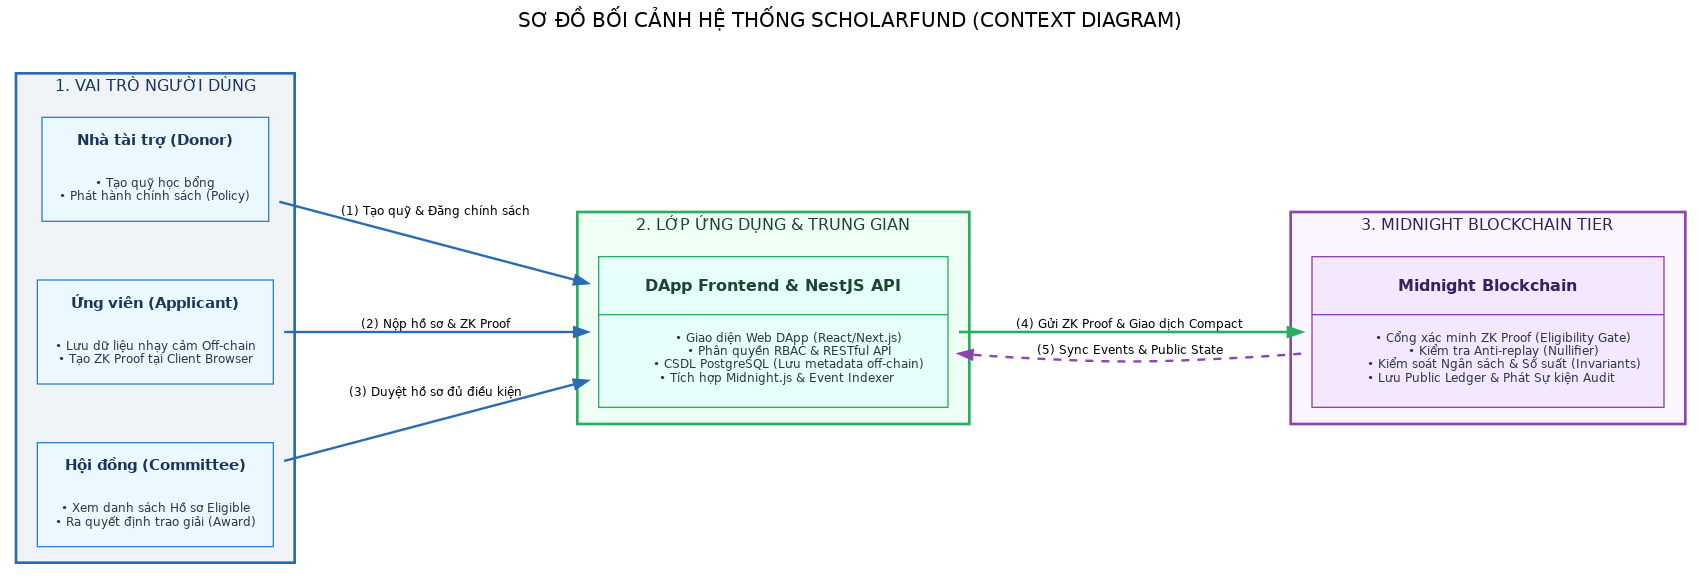 SƠ ĐỒ BỐI CẢNH HỆ THỐNG SCHOLARFUND (CONTEXT DIAGRAM)
1. VAI TRÒ NGƯỜI DÙNG
Nhà tài trợ (Donor)
• Tạo quỹ học bổng
• Phát hành chính sách (Policy)
Ứng viên (Applicant)
• Lưu dữ liệu nhạy cảm Off-chain
• Tạo ZK Proof tại Client Browser
Hội đồng (Committee)
• Xem danh sách Hồ sơ Eligible
• Ra quyết định trao giải (Award)
(1) Tạo quỹ & Đăng chính sách
(2) Nộp hồ sơ & ZK Proof
(3) Duyệt hồ sơ đủ điều kiện
2. LỚP ỨNG DỤNG & TRUNG GIAN
DApp Frontend & NestJS API
• Giao diện Web DApp (React/Next.js)
• Phân quyền RBAC & RESTful API
• CSDL PostgreSQL (Lưu metadata off-chain)
• Tích hợp Midnight.js & Event Indexer
(4) Gửi ZK Proof & Giao dịch Compact
(5) Sync Events & Public State
3. MIDNIGHT BLOCKCHAIN TIER
Midnight Blockchain
• Cổng xác minh ZK Proof (Eligibility Gate)
• Kiểm tra Anti-replay (Nullifier)
• Kiểm soát Ngân sách & Số suất (Invariants)
• Lưu Public Ledger & Phát Sự kiện Audit